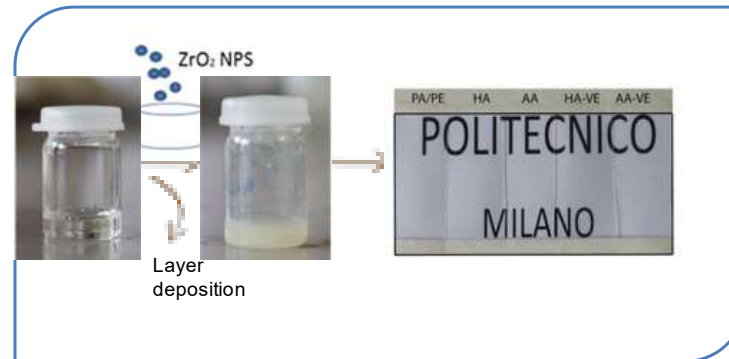 ZrO₂ NPS
PA/PE HA AA HA-VE AA-VE
POLITECNICO
MILANO
Layer
deposition